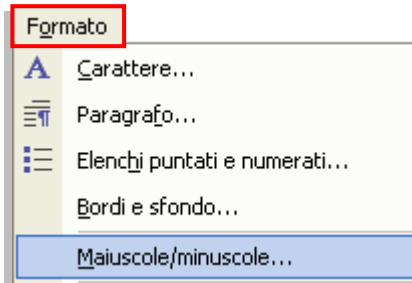 Formato
Carattere...
Paragrafo...
Elenchi puntati e numerati...
Bordi e sfondo...
Maiuscole/minuscole...